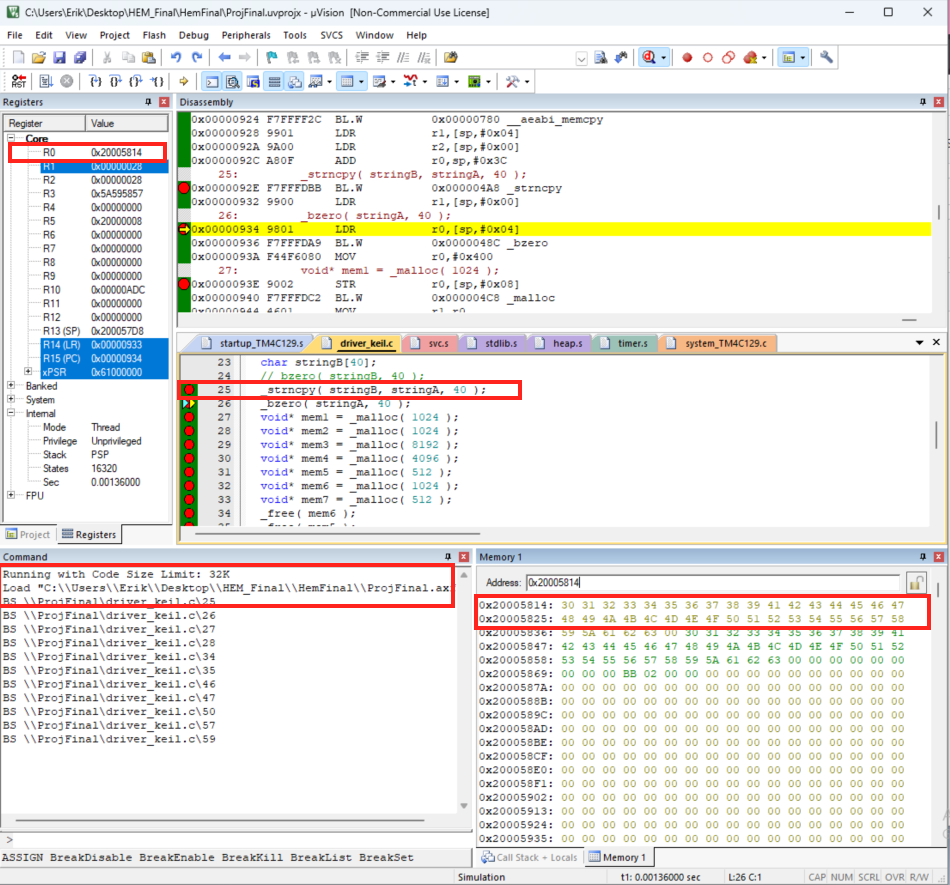 C:\Users\Erik\Desktop\HEM_Final\HemFinal\ProjFinal.uvprojx - µVision [Non-Commercial Use License]
File Edit View Project Flash Debug Peripherals Tools SVCS Window Help
Registers
Register Value
Core
R0 0x20005814
R1 0x00000028
R2 0x00000028
R3 0x5A595857
R4 0x00000000
R5 0x20000008
R6 0x00000000
R7 0x00000000
R8 0x00000000
R9 0x00000000
R10 0x00000ADC
R11 0x00000000
R12 0x00000000
R13 (SP) 0x200057D8
R14 (LR) 0x00000933
R15 (PC) 0x00000934
xPSR 0x61000000
Banked
System
Internal
Mode Thread
Privilege Unprivileged
Stack PSP
States 16320
Sec 0.00136000
FPU
Project Registers
Disassembly
0x00000924 F7FFFF2C BL.W 0x00000780 __aeabi_memcpy
0x00000928 9901 LDR r1,[sp,#0x04]
0x0000092A 9A00 LDR r2,[sp,#0x00]
0x0000092C A80F ADD r0,sp,#0x3C
25: _strncpy( stringB, stringA, 40 );
0x0000092E F7FFFDBB BL.W 0x000004A8 _strncpy
0x00000932 9900 LDR r1,[sp,#0x00]
26: _bzero( stringA, 40 );
0x00000934 9801 LDR r0,[sp,#0x04]
0x00000936 F7FFFDA9 BL.W 0x0000048C _bzero
0x0000093A F44F6080 MOV r0,#0x400
27: void* mem1 = _malloc( 1024 );
0x0000093E 9002 STR r0,[sp,#0x08]
0x00000940 F7FFFDC2 BL.W 0x000004C8 _malloc
0x00000944 4601 MOV r1,r0
startup_TM4C129.s driver_keil.c svc.s stdlib.s heap.s timer.s system_TM4C129.c
23 char stringB[40];
24 // bzero( stringB, 40 );
25 _strncpy( stringB, stringA, 40 );
26 _bzero( stringA, 40 );
27 void* mem1 = _malloc( 1024 );
28 void* mem2 = _malloc( 1024 );
29 void* mem3 = _malloc( 8192 );
30 void* mem4 = _malloc( 4096 );
31 void* mem5 = _malloc( 512 );
32 void* mem6 = _malloc( 1024 );
33 void* mem7 = _malloc( 512 );
34 _free( mem6 );
35 _free( mem5 );
Command
Running with Code Size Limit: 32K
Load "C:\\Users\\Erik\\Desktop\\HEM_Final\\HemFinal\\ProjFinal.ax
BS \\ProjFinal\driver_keil.c\25
BS \\ProjFinal\driver_keil.c\26
BS \\ProjFinal\driver_keil.c\27
BS \\ProjFinal\driver_keil.c\28
BS \\ProjFinal\driver_keil.c\34
BS \\ProjFinal\driver_keil.c\35
BS \\ProjFinal\driver_keil.c\46
BS \\ProjFinal\driver_keil.c\47
BS \\ProjFinal\driver_keil.c\50
BS \\ProjFinal\driver_keil.c\57
BS \\ProjFinal\driver_keil.c\59
>
ASSIGN BreakDisable BreakEnable BreakKill BreakList BreakSet
Memory 1
Address: 0x20005814
0x20005814: 30 31 32 33 34 35 36 37 38 39 41 42 43 44 45 46 47
0x20005825: 48 49 4A 4B 4C 4D 4E 4F 50 51 52 53 54 55 56 57 58
0x20005836: 59 5A 61 62 63 00 30 31 32 33 34 35 36 37 38 39 41
0x20005847: 42 43 44 45 46 47 48 49 4A 4B 4C 4D 4E 4F 50 51 52
0x20005858: 53 54 55 56 57 58 59 5A 61 62 63 00 00 00 00 00 00
0x20005869: 00 00 00 BB 02 00 00 00 00 00 00 00 00 00 00 00 00
0x2000587A: 00 00 00 00 00 00 00 00 00 00 00 00 00 00 00 00 00
0x2000588B: 00 00 00 00 00 00 00 00 00 00 00 00 00 00 00 00 00
0x2000589C: 00 00 00 00 00 00 00 00 00 00 00 00 00 00 00 00 00
0x200058AD: 00 00 00 00 00 00 00 00 00 00 00 00 00 00 00 00 00
0x200058BE: 00 00 00 00 00 00 00 00 00 00 00 00 00 00 00 00 00
0x200058CF: 00 00 00 00 00 00 00 00 00 00 00 00 00 00 00 00 00
0x200058E0: 00 00 00 00 00 00 00 00 00 00 00 00 00 00 00 00 00
0x200058F1: 00 00 00 00 00 00 00 00 00 00 00 00 00 00 00 00 00
0x20005902: 00 00 00 00 00 00 00 00 00 00 00 00 00 00 00 00 00
0x20005913: 00 00 00 00 00 00 00 00 00 00 00 00 00 00 00 00 00
0x20005924: 00 00 00 00 00 00 00 00 00 00 00 00 00 00 00 00 00
0x20005935: 00 00 00 00 00 00 00 00 00 00 00 00 00 00 00 00 00
Call Stack + Locals Memory 1
Simulation t1: 0.00136000 sec L:26 C:1 CAP NUM SCRL OVR R/W